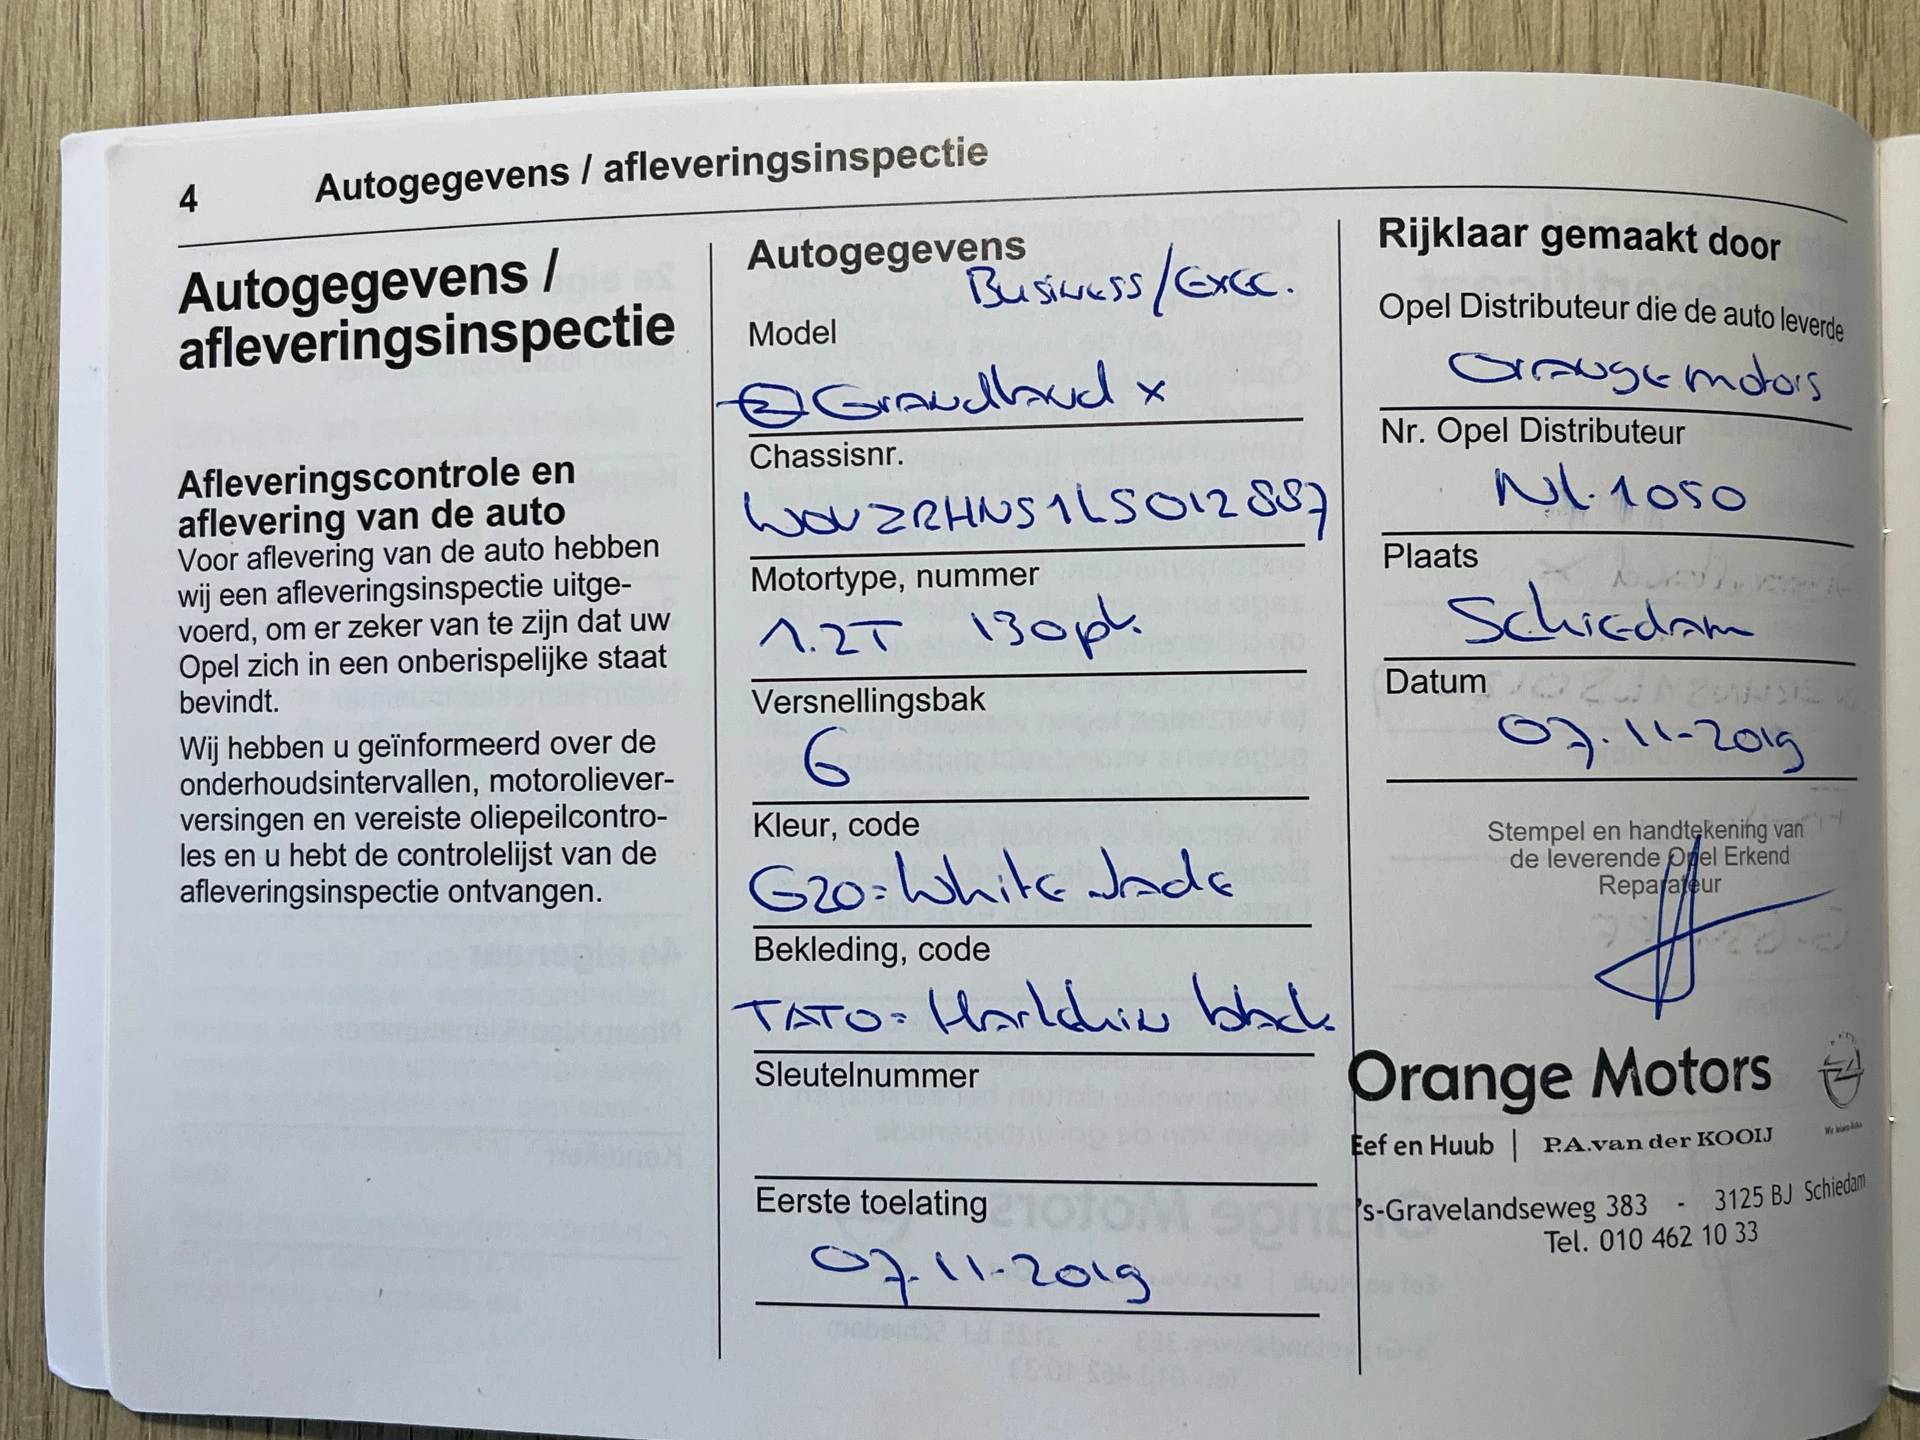 4 Autogegevens / afleveringsinspectie
Autogegevens /
afleveringsinspectie
Afleveringscontrole en
aflevering van de auto
Voor aflevering van de auto hebben
wij een afleveringsinspectie uitge-
voerd, om er zeker van te zijn dat uw
Opel zich in een onberispelijke staat
bevindt.
Wij hebben u geïnformeerd over de
onderhoudsintervallen, motoroliever-
versingen en vereiste oliepeilcontro-
les en u hebt de controlelijst van de
afleveringsinspectie ontvangen.
Autogegevens
Business/Exec.
Model
Grandland x
Chassisnr.
W0VZRHNS1LS012887
Motortype, nummer
1.2T 130pk
Versnellingsbak
6
Kleur, code
G20=White Jade
Bekleding, code
TATO= black
Sleutelnummer
Eerste toelating
07.11-2019
Rijklaar gemaakt door
Opel Distributeur die de auto leverde
Orange motors
Nr. Opel Distributeur
NL.1050
Plaats
Schiedam
Datum
07.11-2019
Stempel en handtekening van
de leverende Opel Erkend
Reparateur
Orange Motors
Eef en Huub | P.A.van der KOOIJ
's-Gravelandseweg 383 - 3125 BJ Schiedam
Tel. 010 462 10 33